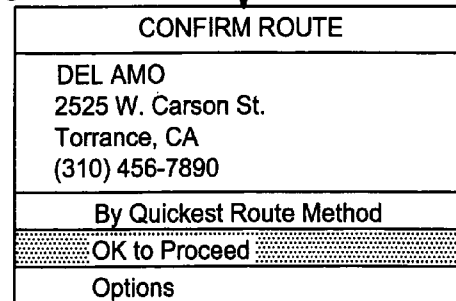 CONFIRM ROUTE
DEL AMO
2525 W. Carson St.
Torrance, CA
(310) 456-7890
By Quickest Route Method
OK to Proceed
Options